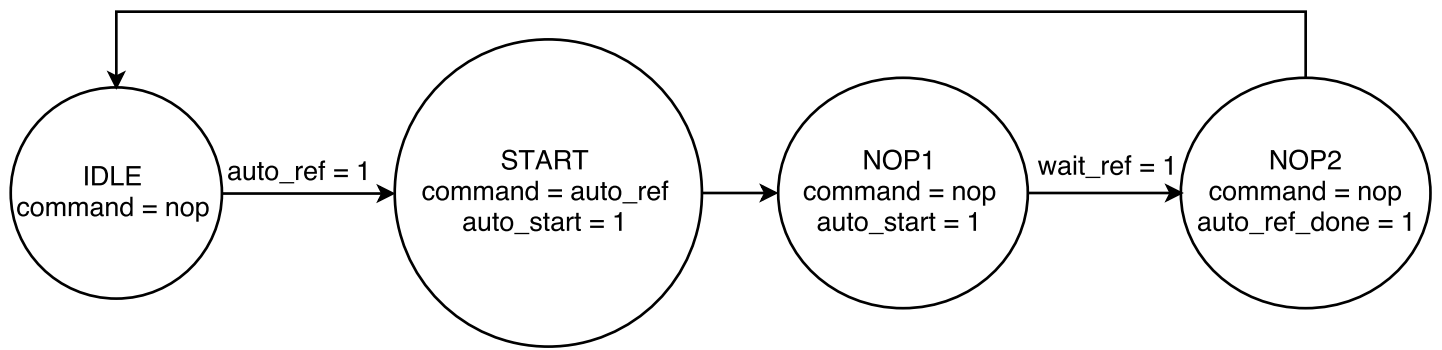 IDLE
command = nop
auto_ref = 1
START
command = auto_ref
auto_start = 1
NOP1
command = nop
auto_start = 1
wait_ref = 1
NOP2
command = nop
auto_ref_done = 1